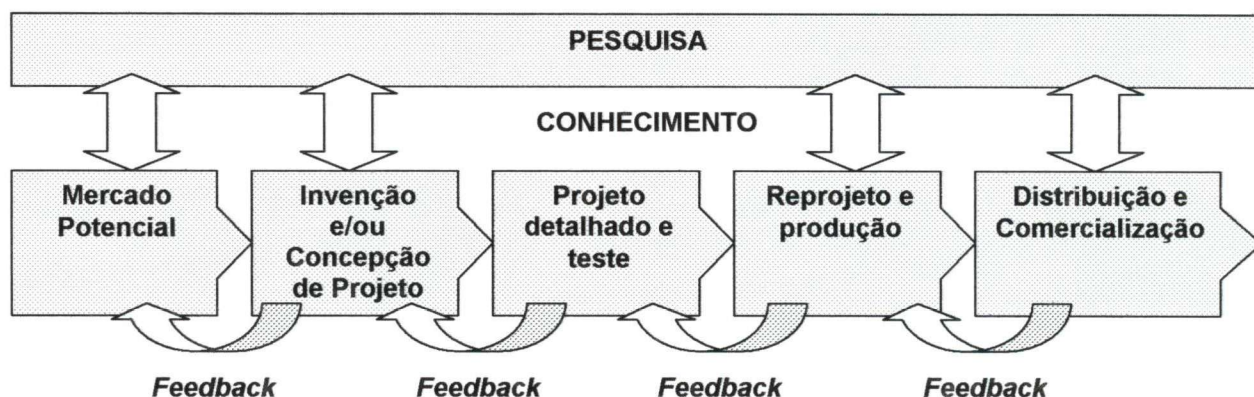 PESQUISA
CONHECIMENTO
Mercado
Potencial
Invenção
e/ou
Concepção
de Projeto
Projeto
detalhado e
teste
Reprojeto e
produção
Distribuição e
Comercialização
Feedback
Feedback
Feedback
Feedback